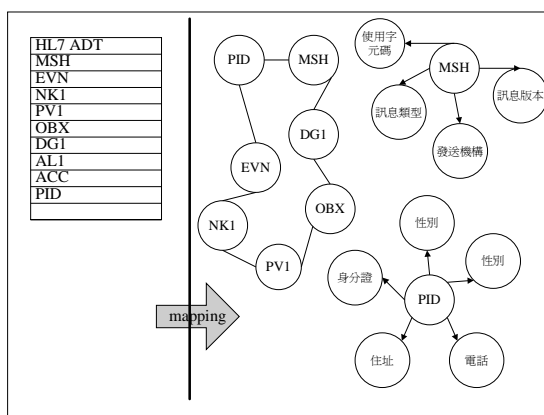 HL7 ADT
MSH
EVN
NK1
PV1
OBX
DG1
AL1
ACC
PID
mapping
PID
MSH
DG1
EVN
OBX
NK1
PV1
使用字
元碼
MSH
訊息類型
訊息版本
發送機構
性別
性別
身分證
PID
住址
電話